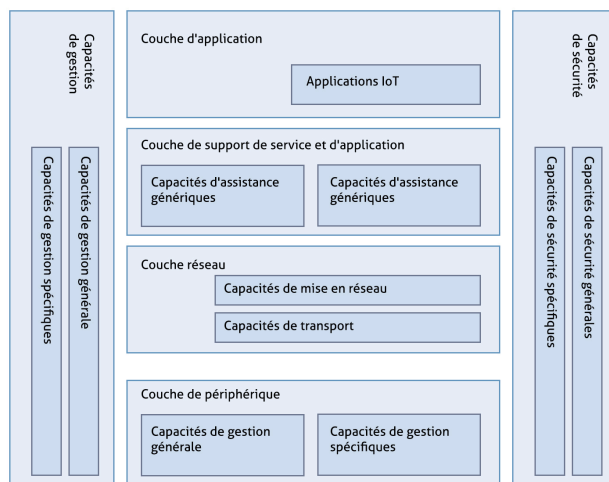 Capacités
de gestion
Capacités de gestion spécifiques
Capacités de gestion générale
Couche d'application
Applications IoT
Couche de support de service et d'application
Capacités d'assistance
génériques
Capacités d'assistance
génériques
Couche réseau
Capacités de mise en réseau
Capacités de transport
Couche de périphérique
Capacités de gestion
générale
Capacités de gestion
spécifiques
Capacités
de sécurité
Capacités de sécurité spécifiques
Capacités de sécurité générales